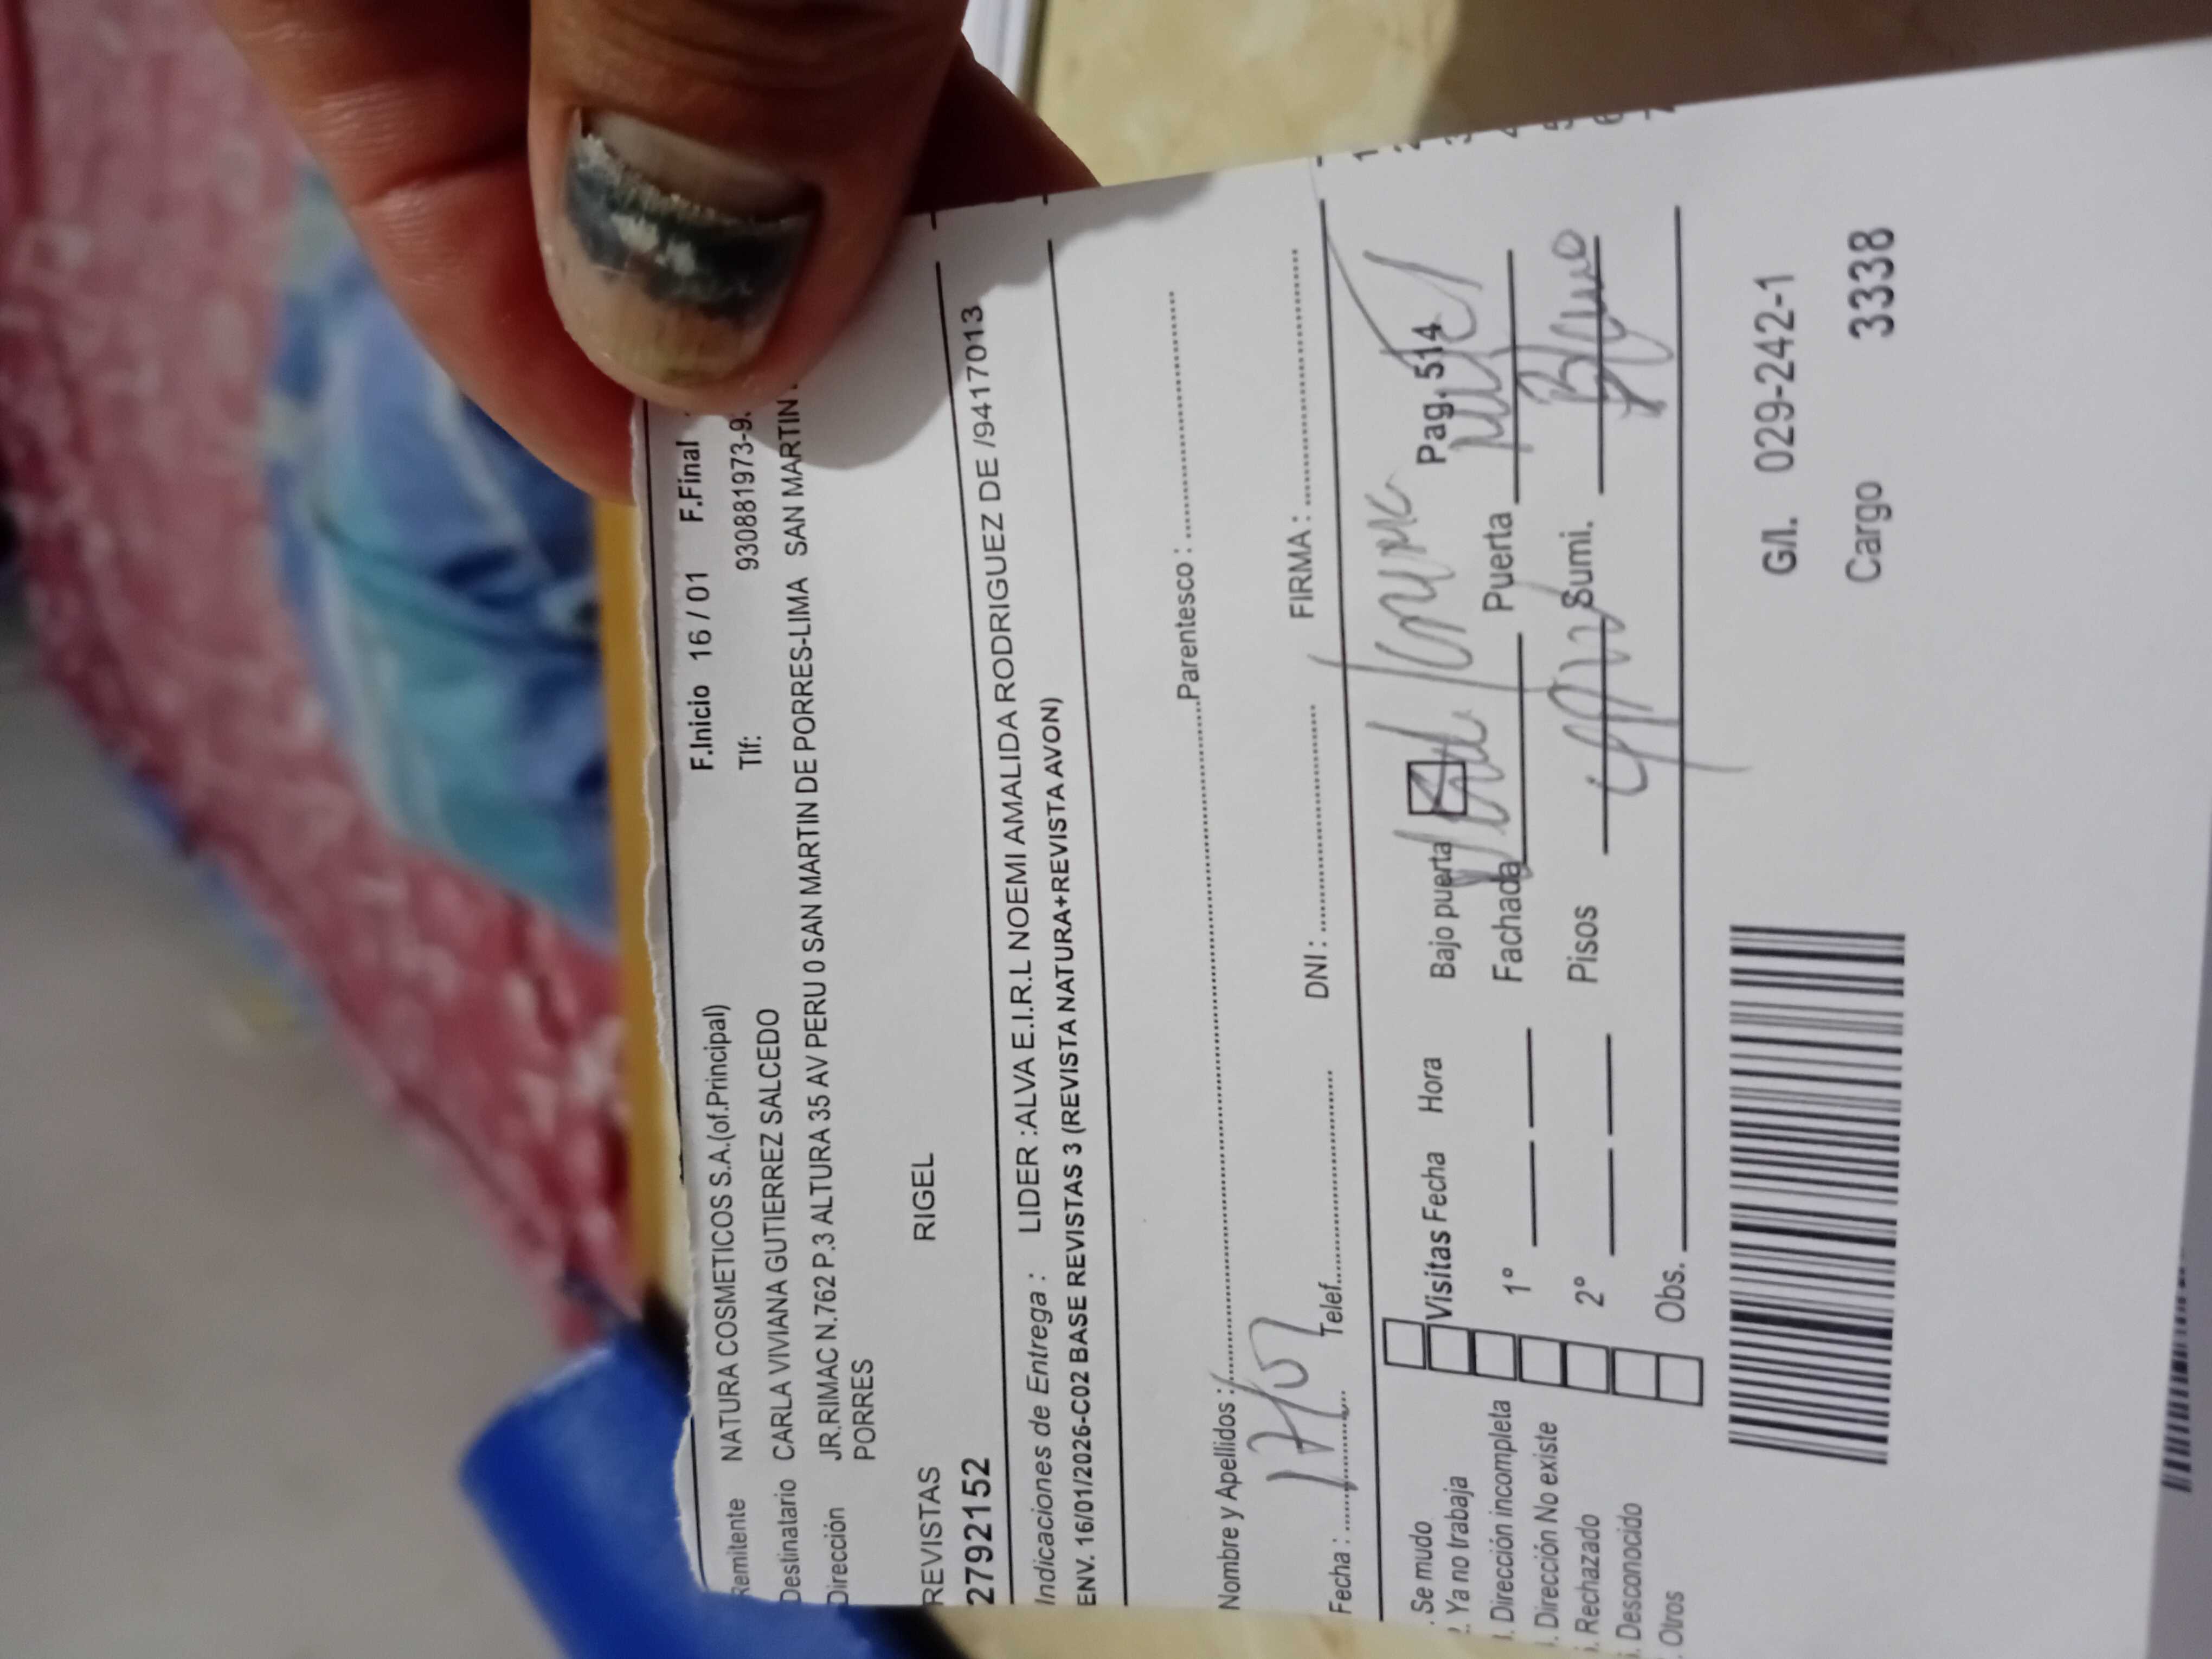 F.Inicio 16 / 01 F.Final
Remitente NATURA COSMETICOS S.A.(of.Principal) Tlf: 930881973-9
Destinatario CARLA VIVIANA GUTIERREZ SALCEDO
Dirección JR.RIMAC N.762 P.3 ALTURA 35 AV PERU 0 SAN MARTIN DE PORRES-LIMA SAN MARTIN
PORRES
REVISTAS RIGEL
2792152
Indicaciones de Entrega : LIDER :ALVA E.I.R.L NOEMI AMALIDA RODRIGUEZ DE /9417013
ENV. 16/01/2026-C02 BASE REVISTAS 3 (REVISTA NATURA+REVISTA AVON)
Nombre y Apellidos : Parentesco :
Fecha : Telef. DNI : FIRMA :
. Se mudo
2. Ya no trabaja Visitas Fecha Hora Bajo puerta Pag. 514
. Dirección incompleta 1° Fachada Puerta
. Dirección No existe
. Rechazado 2° Pisos Sumi.
. Desconocido
Otros Obs.
G/I. 029-242-1
Cargo 3338